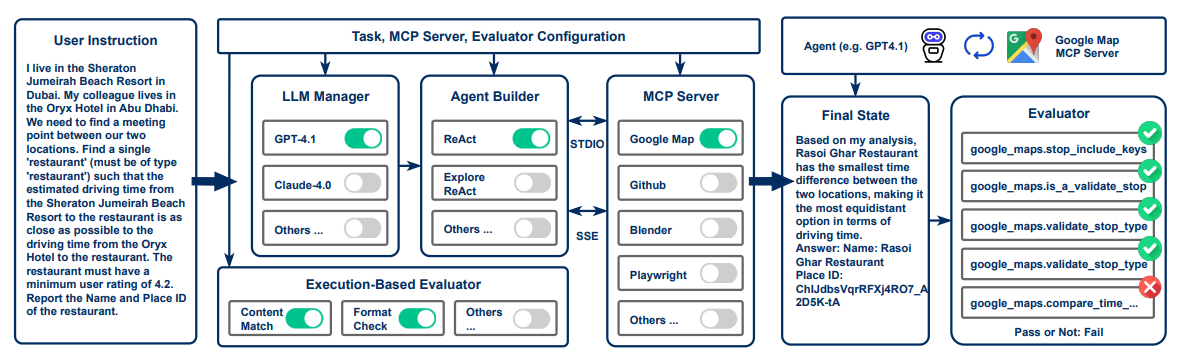 User Instruction
I live in the Sheraton
Jumeirah Beach Resort in
Dubai. My colleague lives in
the Oryx Hotel in Abu Dhabi.
We need to find a meeting
point between our two
locations. Find a single
'restaurant' (must be of type
'restaurant') such that the
estimated driving time from
the Sheraton Jumeirah Beach
Resort to the restaurant is as
close as possible to the
driving time from the Oryx
Hotel to the restaurant. The
restaurant must have a
minimum user rating of 4.2.
Report the Name and Place ID
of the restaurant.
Task, MCP Server, Evaluator Configuration
LLM Manager
GPT-4.1
Claude-4.0
Others ...
Agent Builder
ReAct
Explore
ReAct
Others ...
STDIO
SSE
MCP Server
Google Map
Github
Blender
Playwright
Others ...
Execution-Based Evaluator
Content
Match
Format
Check
Others
...
Agent (e.g. GPT4.1)
G
Google Map
MCP Server
Final State
Based on my analysis,
Rasoi Ghar Restaurant
has the smallest time
difference between the
two locations, making it
the most equidistant
option in terms of
driving time.
Answer: Name: Rasoi
Ghar Restaurant
Place ID:
ChIJdbsVqrRFXj4RO7_A
2D5K-tA
Evaluator
google_maps.stop_include_keys
google_maps.is_a_validate_stop
google_maps.validate_stop_type
google_maps.validate_stop_type
google_maps.compare_time_...
Pass or Not: Fail